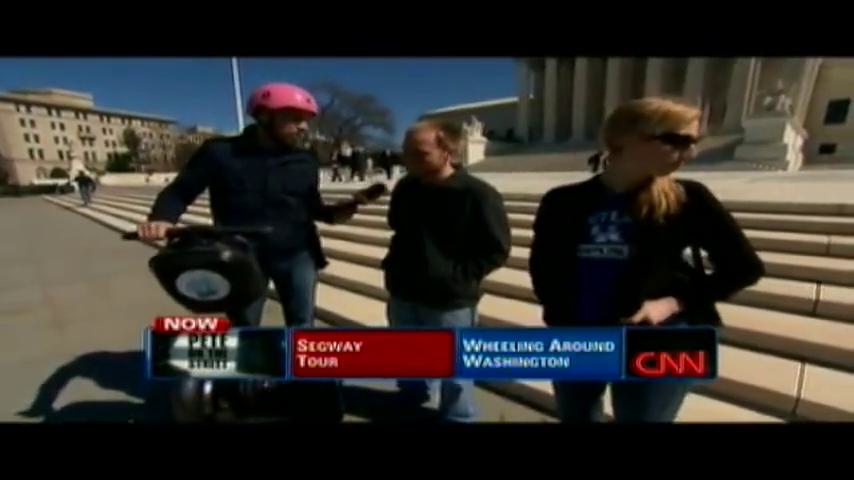 NOW
PETE
ON THE
STREET
SEGWAY
TOUR
WHEELING AROUND
WASHINGTON
CNN